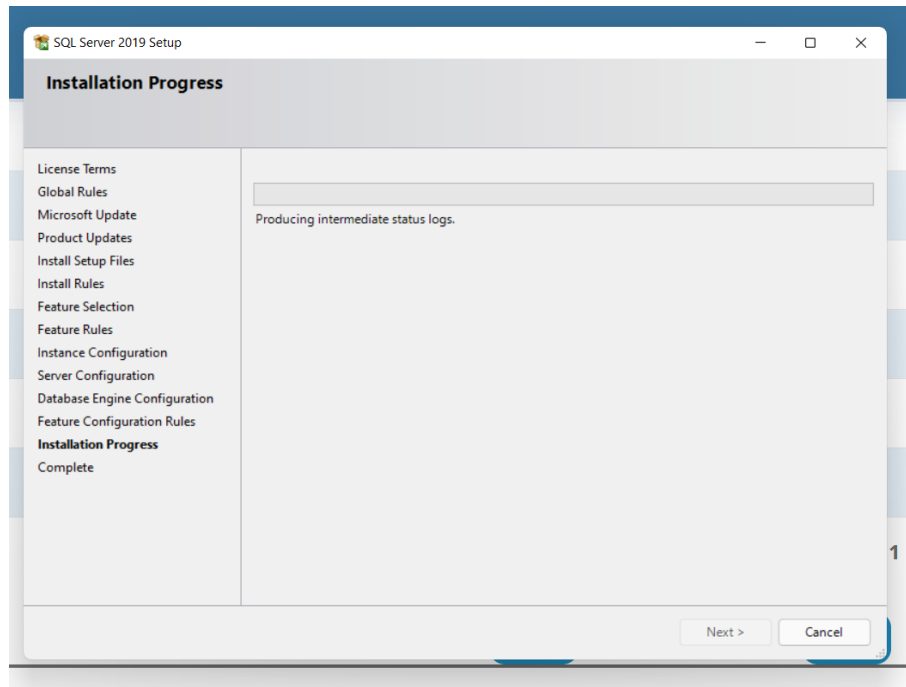 SQL Server 2019 Setup
Installation Progress
License Terms
Global Rules
Microsoft Update
Product Updates
Install Setup Files
Install Rules
Feature Selection
Feature Rules
Instance Configuration
Server Configuration
Database Engine Configuration
Feature Configuration Rules
Installation Progress
Complete
Producing intermediate status logs.
1
Next >
Cancel